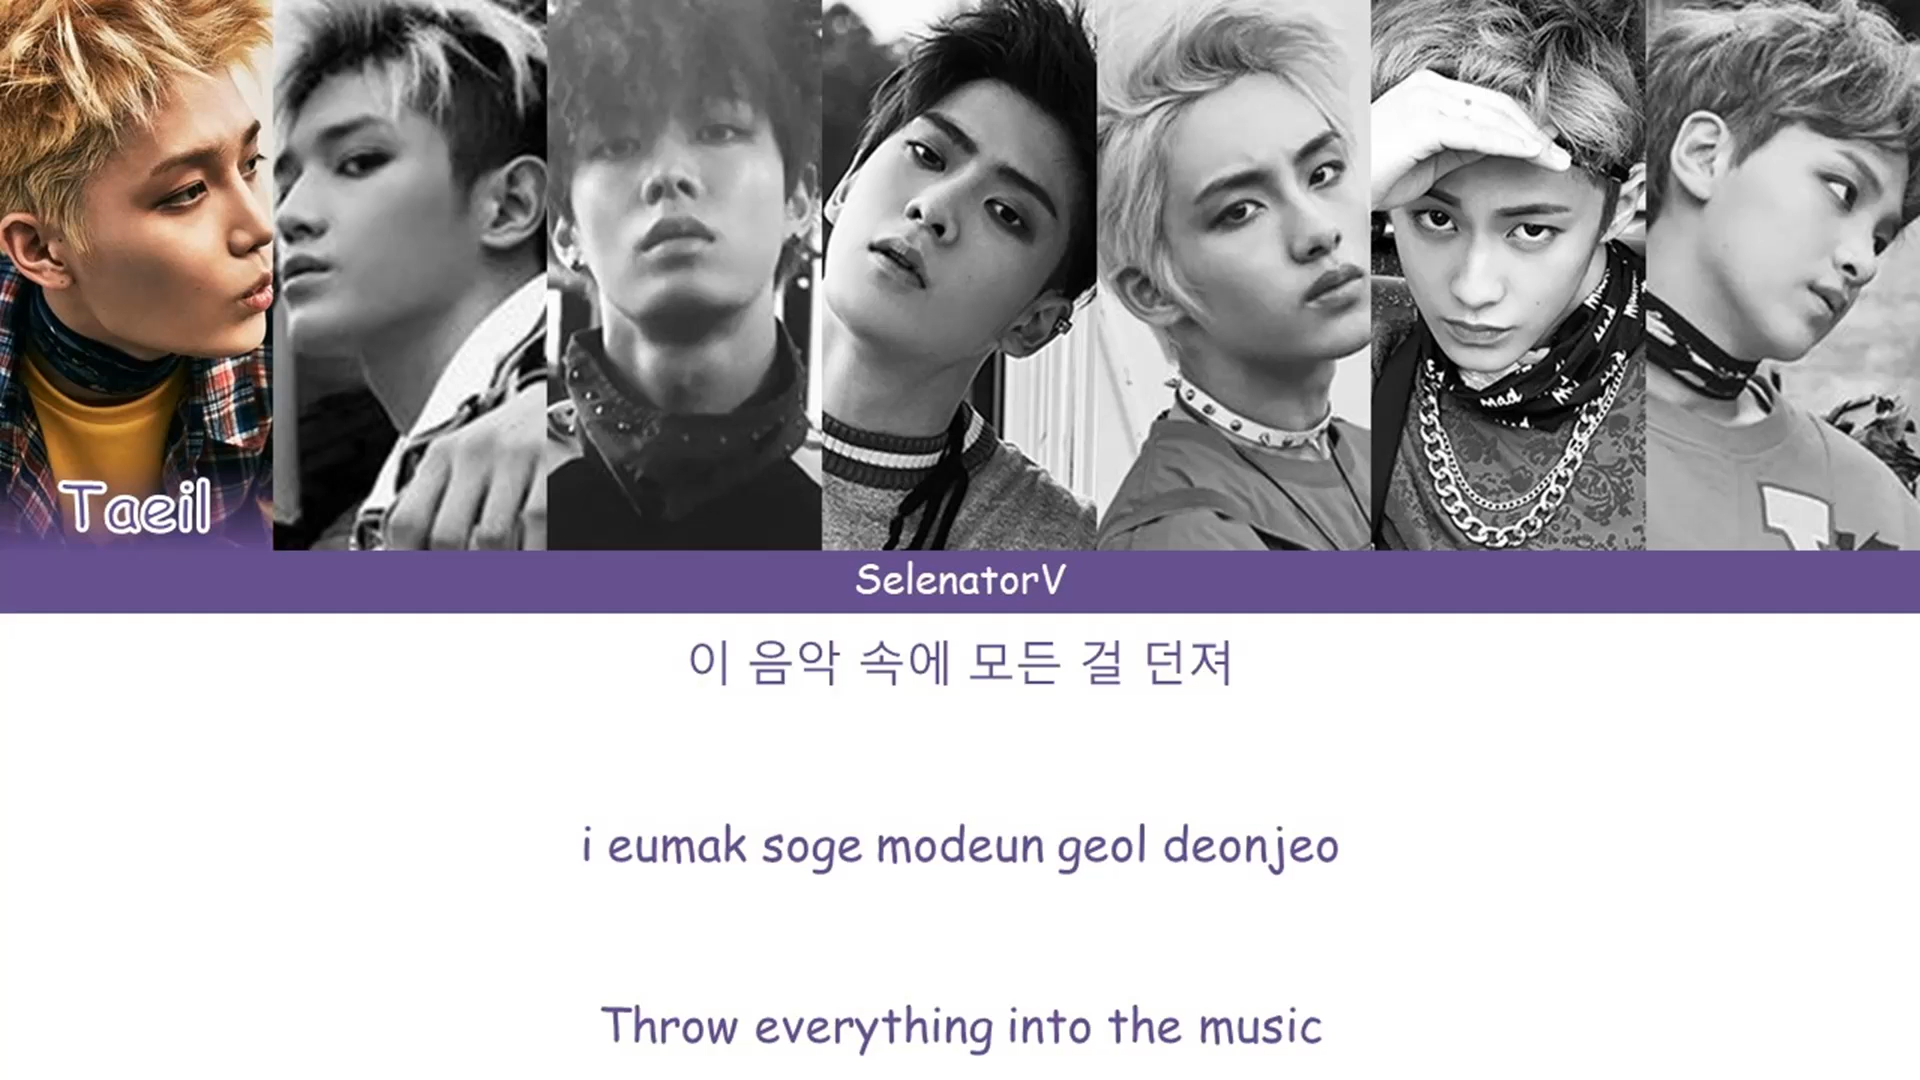 Taeil
SelenatorV
이 음악 속에 모든 걸 던져
i eumak soge modeun geol deonjeo
Throw everything into the music